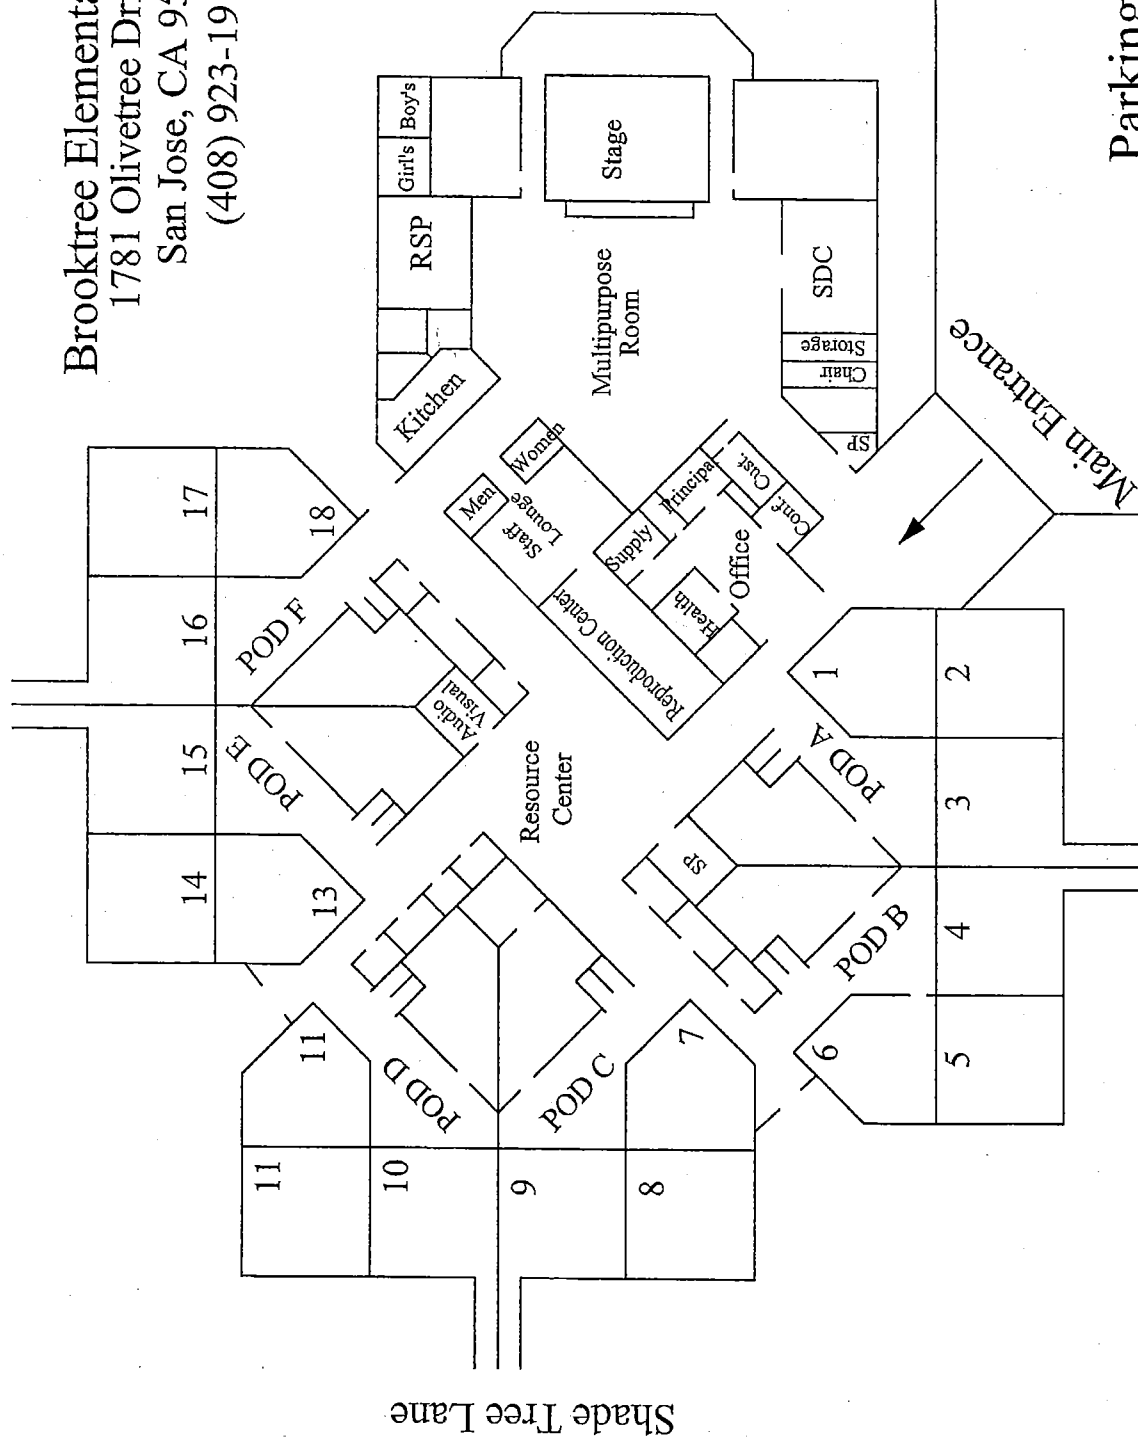 Brooktree Elementa
1781 Olivetree Dri
San Jose, CA 95
(408) 923-19
Boy's
Girl's
RSP
Kitchen
Stage
Multipurpose
Room
SDC
Storage
Chair
SP
Women
Men
Staff
Lounge
Principal
Cust.
Conf.
Supply
Office
Health
Reproduction Center
Main Entrance
Parking
17
18
16
POD F
15
POD E
14
13
Audio
Visual
Resource
Center
1
2
POD A
3
SP
4
POD B
5
6
7
POD C
8
9
10
POD D
11
11
Shade Tree Lane